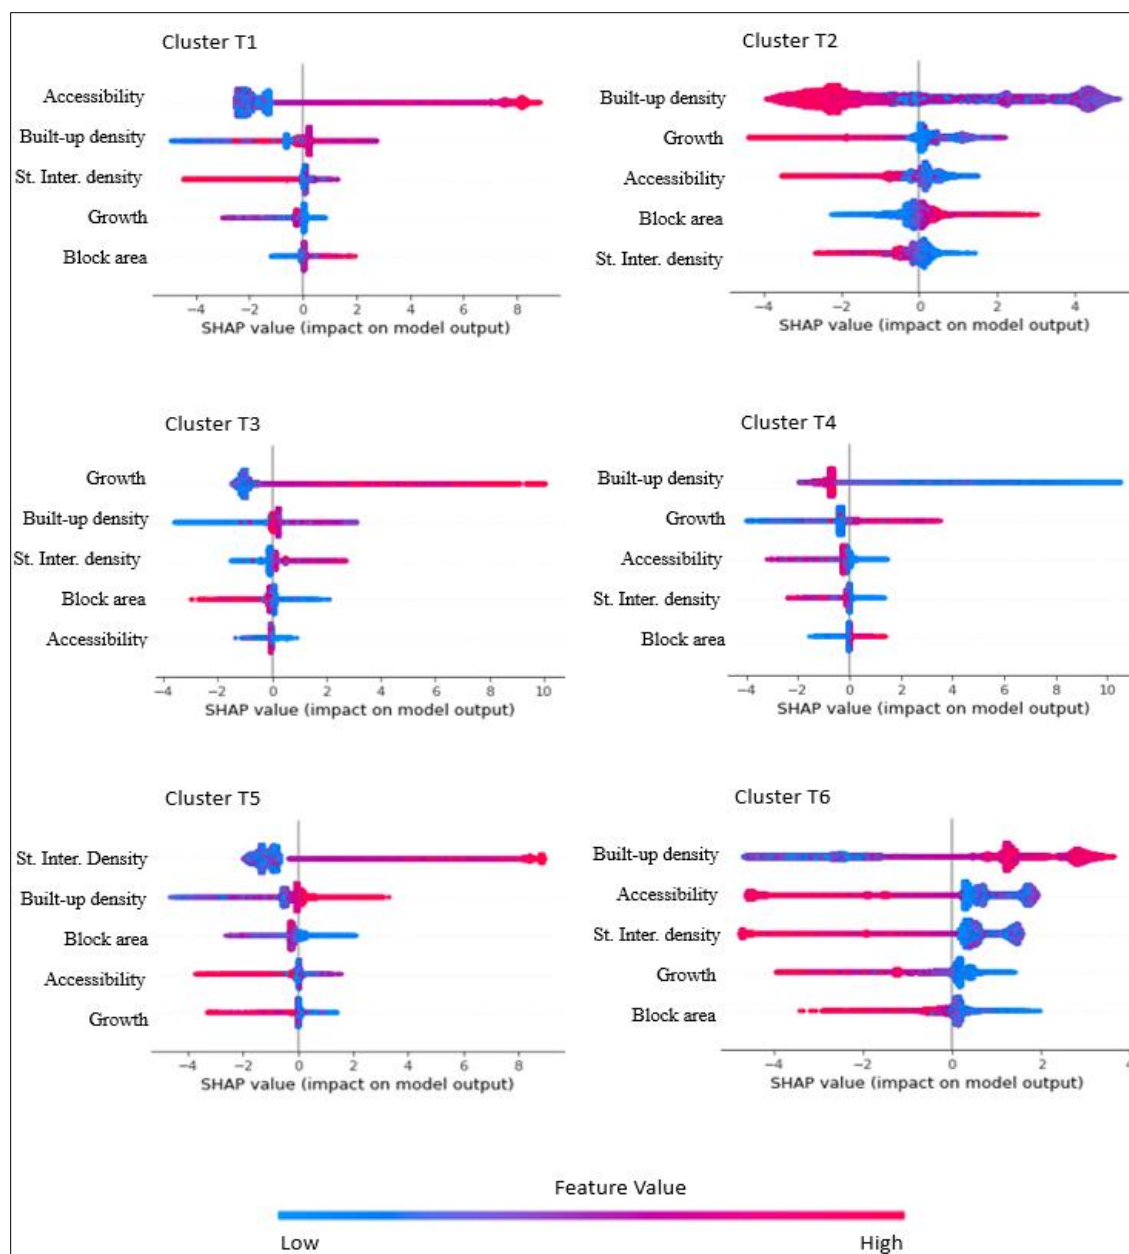 Cluster T1
Accessibility
Built-up density
St. Inter. density
Growth
Block area
−4 −2 0 2 4 6 8
SHAP value (impact on model output)
Cluster T2
Built-up density
Growth
Accessibility
Block area
St. Inter. density
−4 −2 0 2 4
SHAP value (impact on model output)
Cluster T3
Growth
Built-up density
St. Inter. density
Block area
Accessibility
−4 −2 0 2 4 6 8 10
SHAP value (impact on model output)
Cluster T4
Built-up density
Growth
Accessibility
St. Inter. density
Block area
−4 −2 0 2 4 6 8 10
SHAP value (impact on model output)
Cluster T5
St. Inter. Density
Built-up density
Block area
Accessibility
Growth
−4 −2 0 2 4 6 8
SHAP value (impact on model output)
Cluster T6
Built-up density
Accessibility
St. Inter. density
Growth
Block area
−4 −2 0 2 4
SHAP value (impact on model output)
Feature Value
Low High